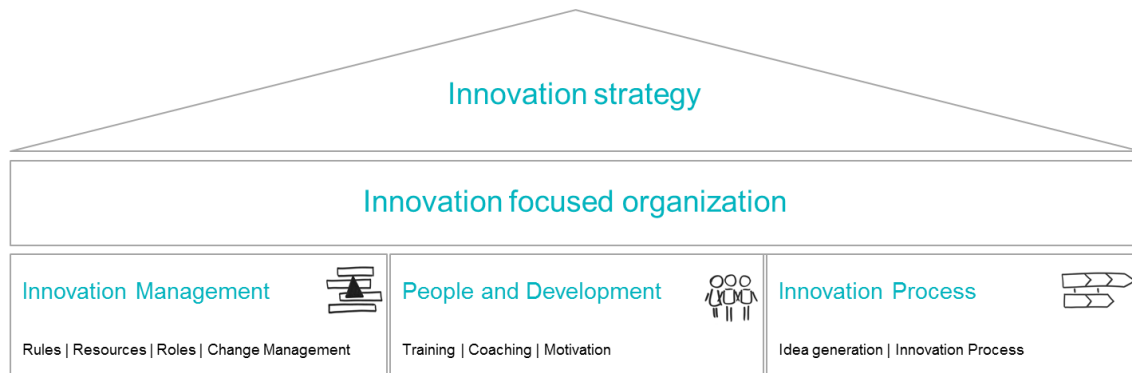 Innovation strategy
Innovation focused organization
Innovation Management
Rules | Resources | Roles | Change Management
People and Development
Training | Coaching | Motivation
Innovation Process
Idea generation | Innovation Process